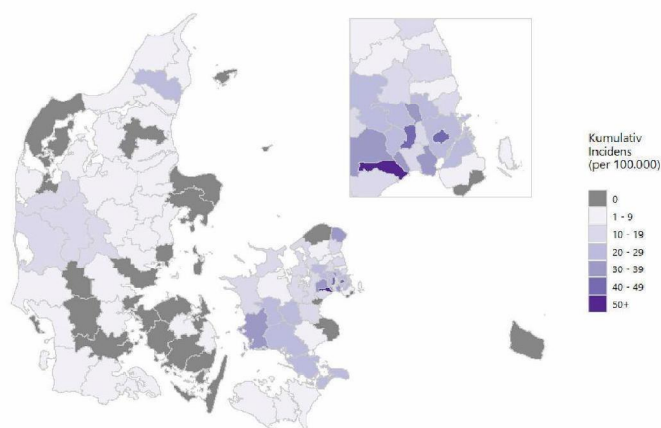 Kumulativ
Incidens
(per 100.000)
0
1 - 9
10 - 19
20 - 29
30 - 39
40 - 49
50+